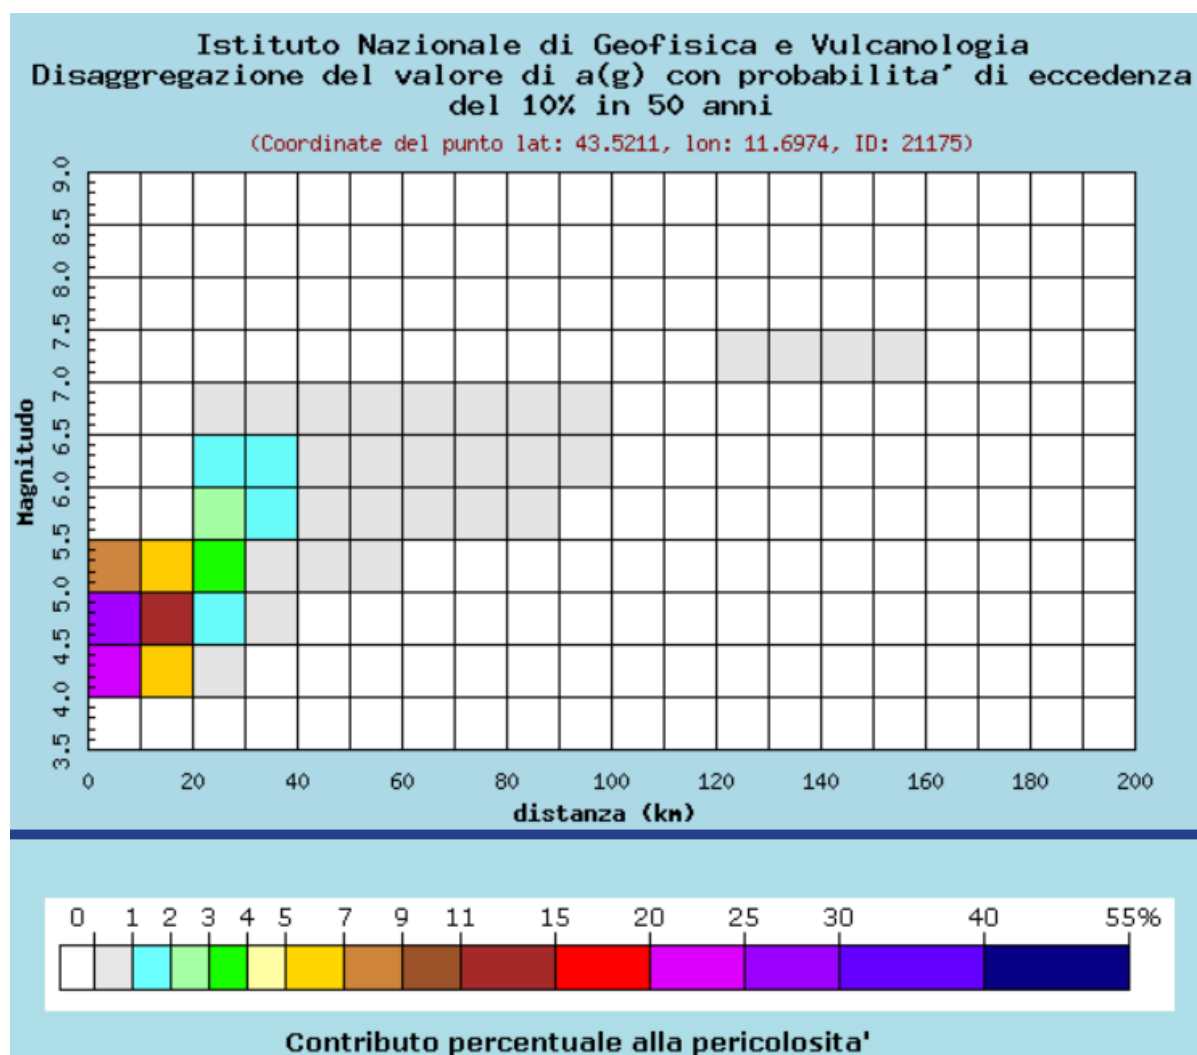 Istituto Nazionale di Geofisica e Vulcanologia
Disaggregazione del valore di a(g) con probabilita' di eccedenza
del 10% in 50 anni
(Coordinate del punto lat: 43.5211, lon: 11.6974, ID: 21175)
Magnitudo
9.0
8.5
8.0
7.5
7.0
6.5
6.0
5.5
5.0
4.5
4.0
3.5
0 20 40 60 80 100 120 140 160 180 200
distanza (km)
0 1 2 3 4 5 7 9 11 15 20 25 30 40 55%
Contributo percentuale alla pericolosita'